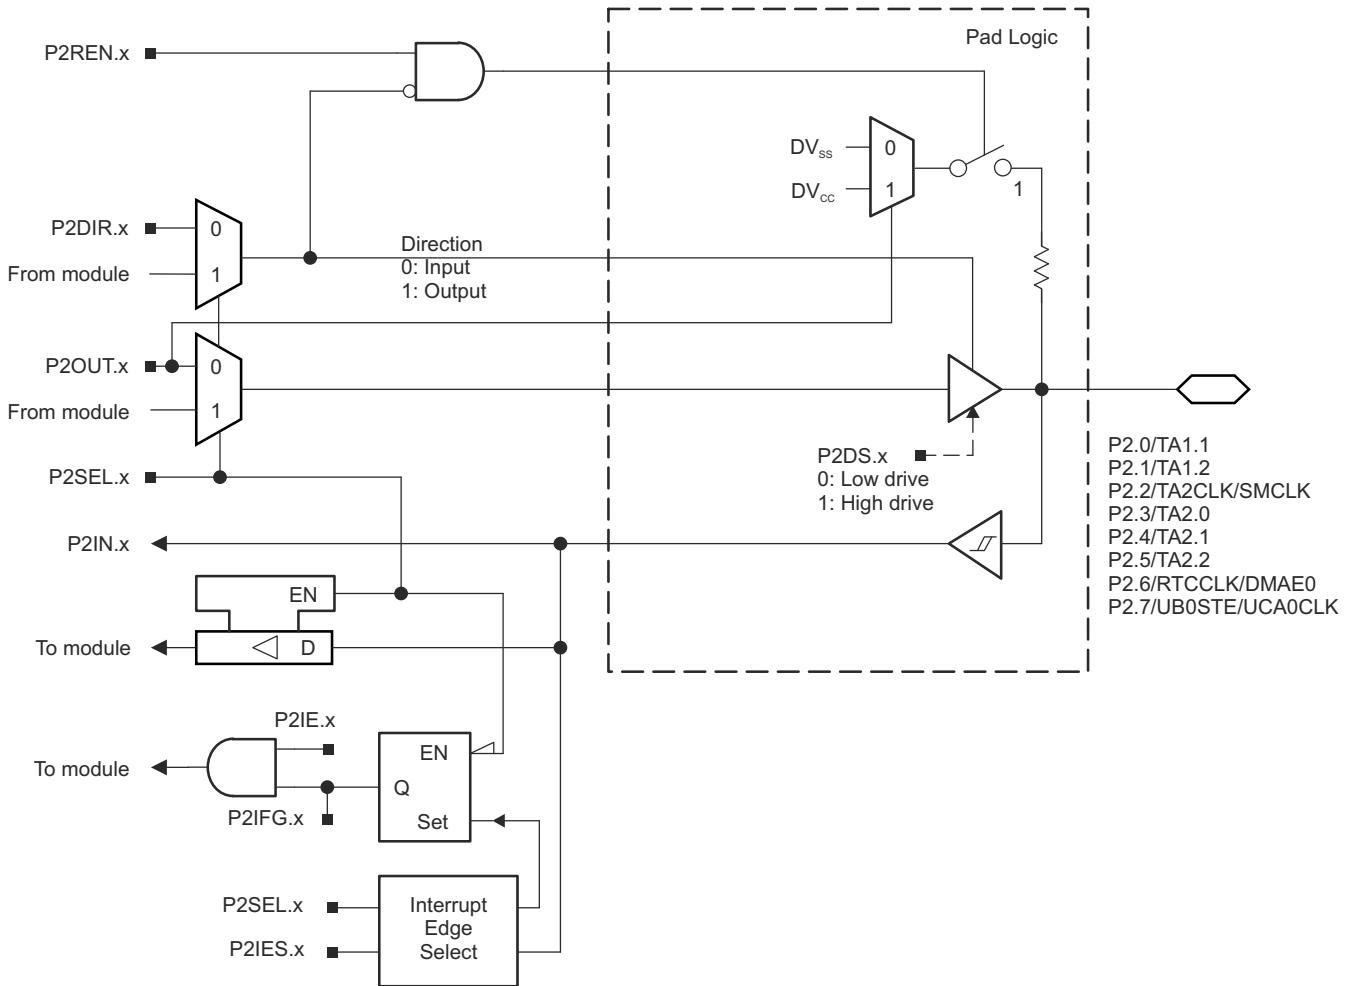 Pad Logic
P2REN.x
DVss
0
DVcc
1
1
P2DIR.x
0
From module
1
Direction
0: Input
1: Output
P2OUT.x
0
From module
1
P2SEL.x
P2DS.x
0: Low drive
1: High drive
P2.0/TA1.1
P2.1/TA1.2
P2.2/TA2CLK/SMCLK
P2.3/TA2.0
P2.4/TA2.1
P2.5/TA2.2
P2.6/RTCCLK/DMAE0
P2.7/UB0STE/UCA0CLK
P2IN.x
EN
To module
D
P2IE.x
EN
To module
Q
P2IFG.x
Set
P2SEL.x
P2IES.x
Interrupt
Edge
Select